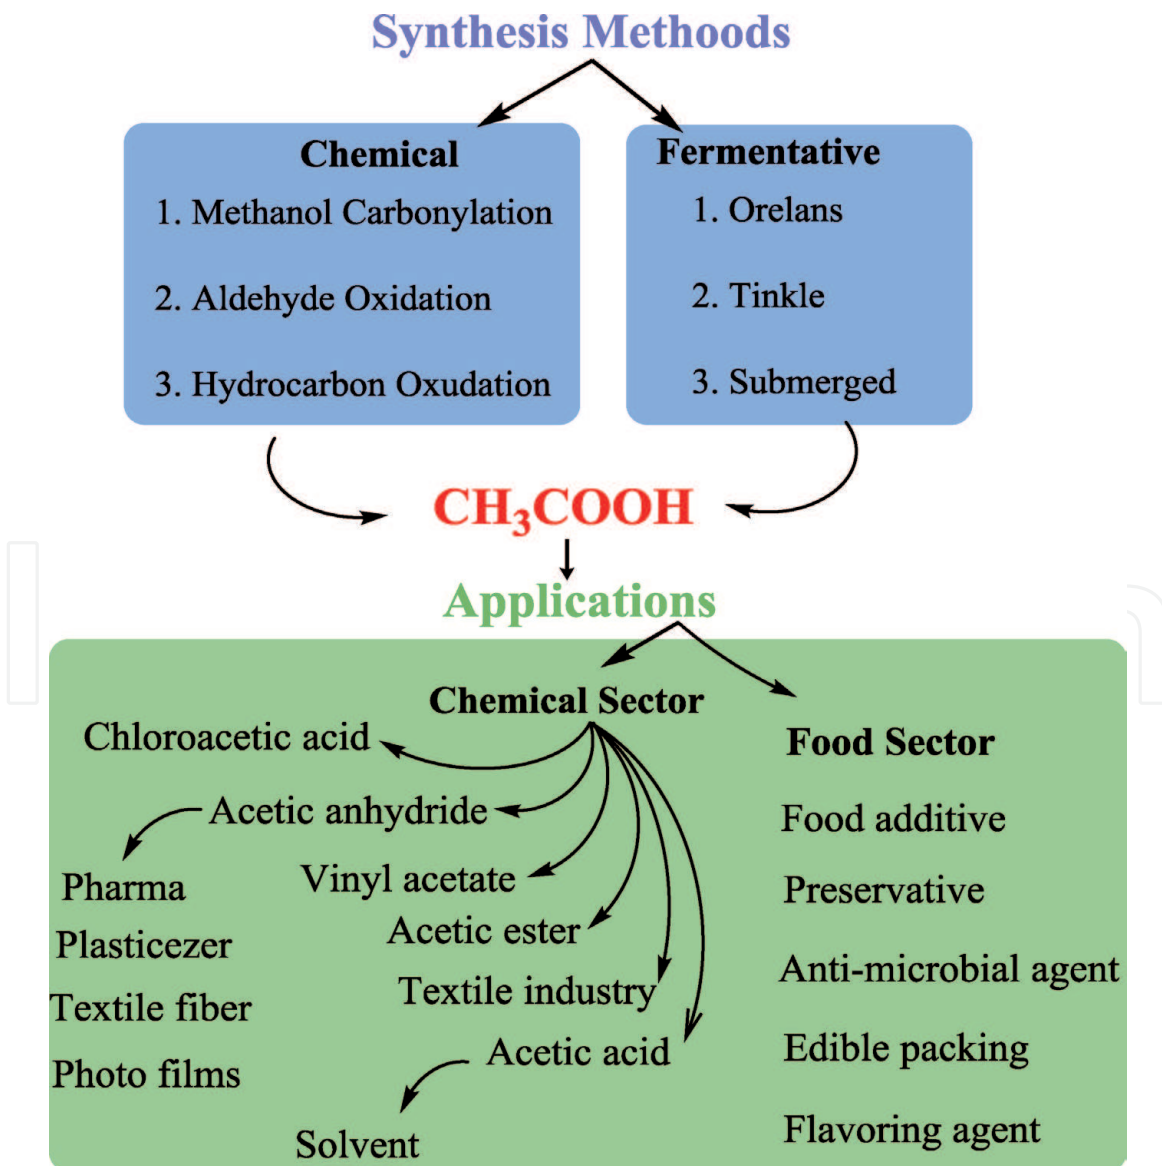 Synthesis Methoods
Chemical
1. Methanol Carbonylation
2. Aldehyde Oxidation
3. Hydrocarbon Oxudation
Fermentative
1. Orelans
2. Tinkle
3. Submerged
CH₃COOH
Applications
Chemical Sector
Chloroacetic acid
Acetic anhydride
Pharma
Plasticezer
Textile fiber
Photo films
Vinyl acetate
Acetic ester
Textile industry
Acetic acid
Solvent
Food Sector
Food additive
Preservative
Anti-microbial agent
Edible packing
Flavoring agent